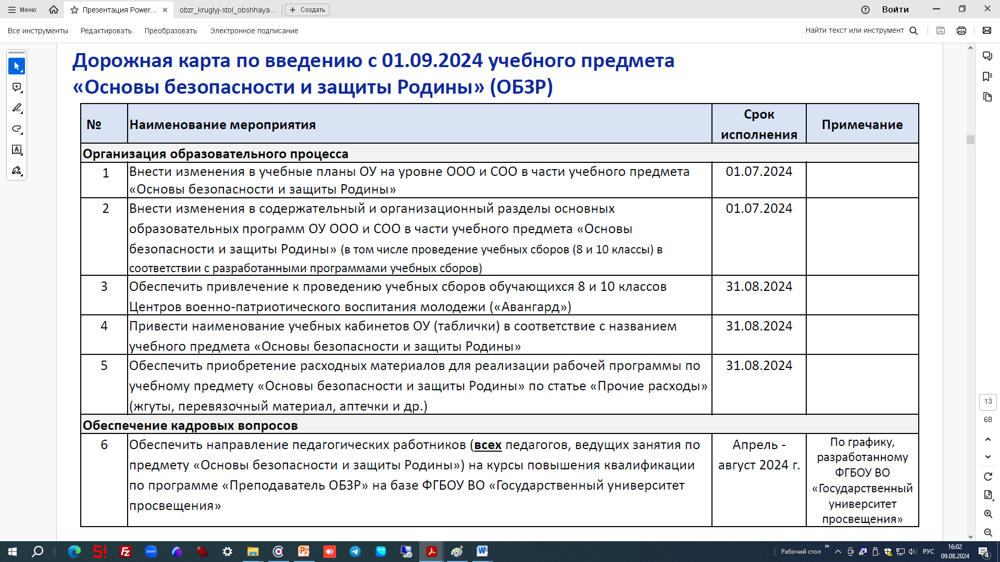 Меню
Презентация Power...
obzr_kruglyj-stol_obshhaya...
Создать
Войти
Все инструменты
Редактировать
Преобразовать
Электронное подписание
Найти текст или инструмент
Дорожная карта по введению с 01.09.2024 учебного предмета
«Основы безопасности и защиты Родины» (ОБЗР)
№
Наименование мероприятия
Срок
исполнения
Примечание
Организация образовательного процесса
1
Внести изменения в учебные планы ОУ на уровне ООО и СОО в части учебного предмета
«Основы безопасности и защиты Родины»
01.07.2024
2
Внести изменения в содержательный и организационный разделы основных
образовательных программ ОУ ООО и СОО в части учебного предмета «Основы
безопасности и защиты Родины» (в том числе проведение учебных сборов (8 и 10 классы) в
соответствии с разработанными программами учебных сборов)
01.07.2024
3
Обеспечить привлечение к проведению учебных сборов обучающихся 8 и 10 классов
Центров военно-патриотического воспитания молодежи («Авангард»)
31.08.2024
4
Привести наименование учебных кабинетов ОУ (таблички) в соответствие с названием
учебного предмета «Основы безопасности и защиты Родины»
31.08.2024
5
Обеспечить приобретение расходных материалов для реализации рабочей программы по
учебному предмету «Основы безопасности и защиты Родины» по статье «Прочие расходы»
(жгуты, перевязочный материал, аптечки и др.)
31.08.2024
Обеспечение кадровых вопросов
6
Обеспечить направление педагогических работников (всех педагогов, ведущих занятия по
предмету «Основы безопасности и защиты Родины») на курсы повышения квалификации
по программе «Преподаватель ОБЗР» на базе ФГБОУ ВО «Государственный университет
просвещения»
Апрель -
август 2024 г.
По графику,
разработанному
ФГБОУ ВО
«Государственный
университет
просвещения»
13
68
zoom
Рабочий стол
РУС
16:02
09.08.2024
4